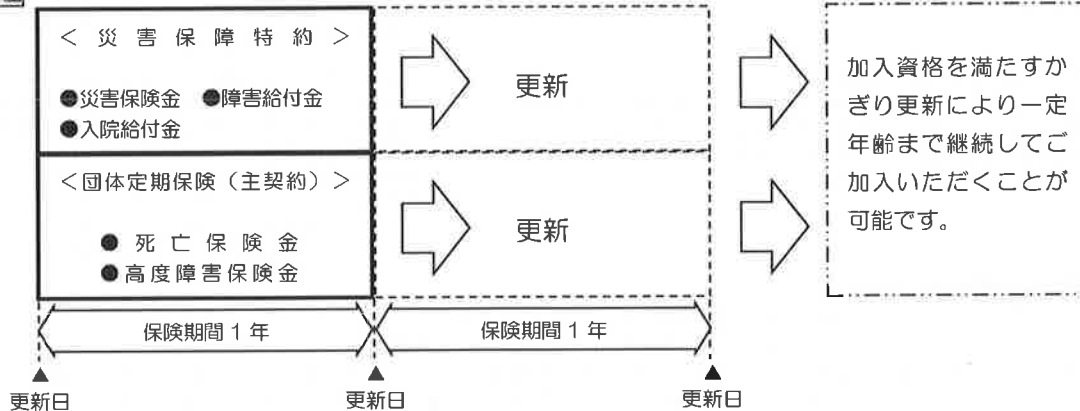 ＜ 災 害 保 障 特 約 ＞
●災害保険金 ●障害給付金
●入院給付金
更新
＜団体定期保険（主契約）＞
● 死 亡 保 険 金
●高度障害保険金
更新
加入資格を満たすか
ぎり更新により一定
年齢まで継続してご
加入いただくことが
可能です。
保険期間 1 年
保険期間 1 年
更新日
更新日
更新日